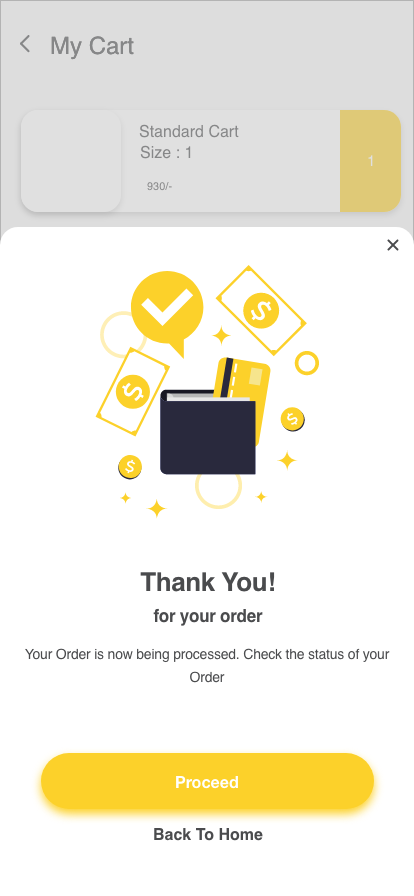 My Cart
Standard Cart
Size : 1
930/-
1
$
$
$
$
Thank You!
for your order
Your Order is now being processed. Check the status of your
Order
Proceed
Back To Home